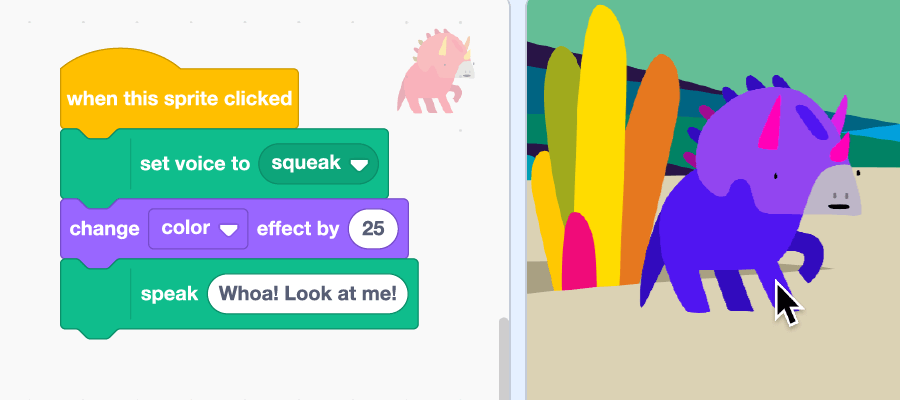 when this sprite clicked
set voice to squeak
change color effect by 25
speak Whoa! Look at me!